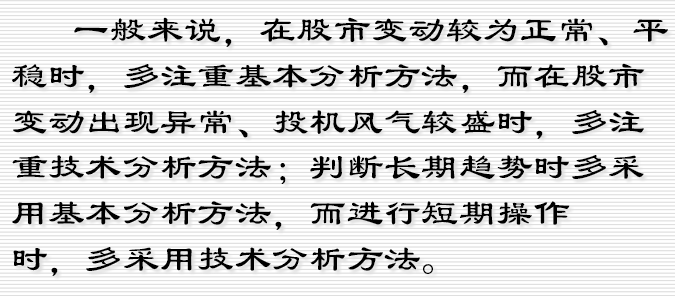 一般来说，在股市变动较为正常、平
稳时，多注重基本分析方法，而在股市
变动出现异常、投机风气较盛时，多注
重技术分析方法；判断长期趋势时多采
用基本分析方法，而进行短期操作
时，多采用技术分析方法。